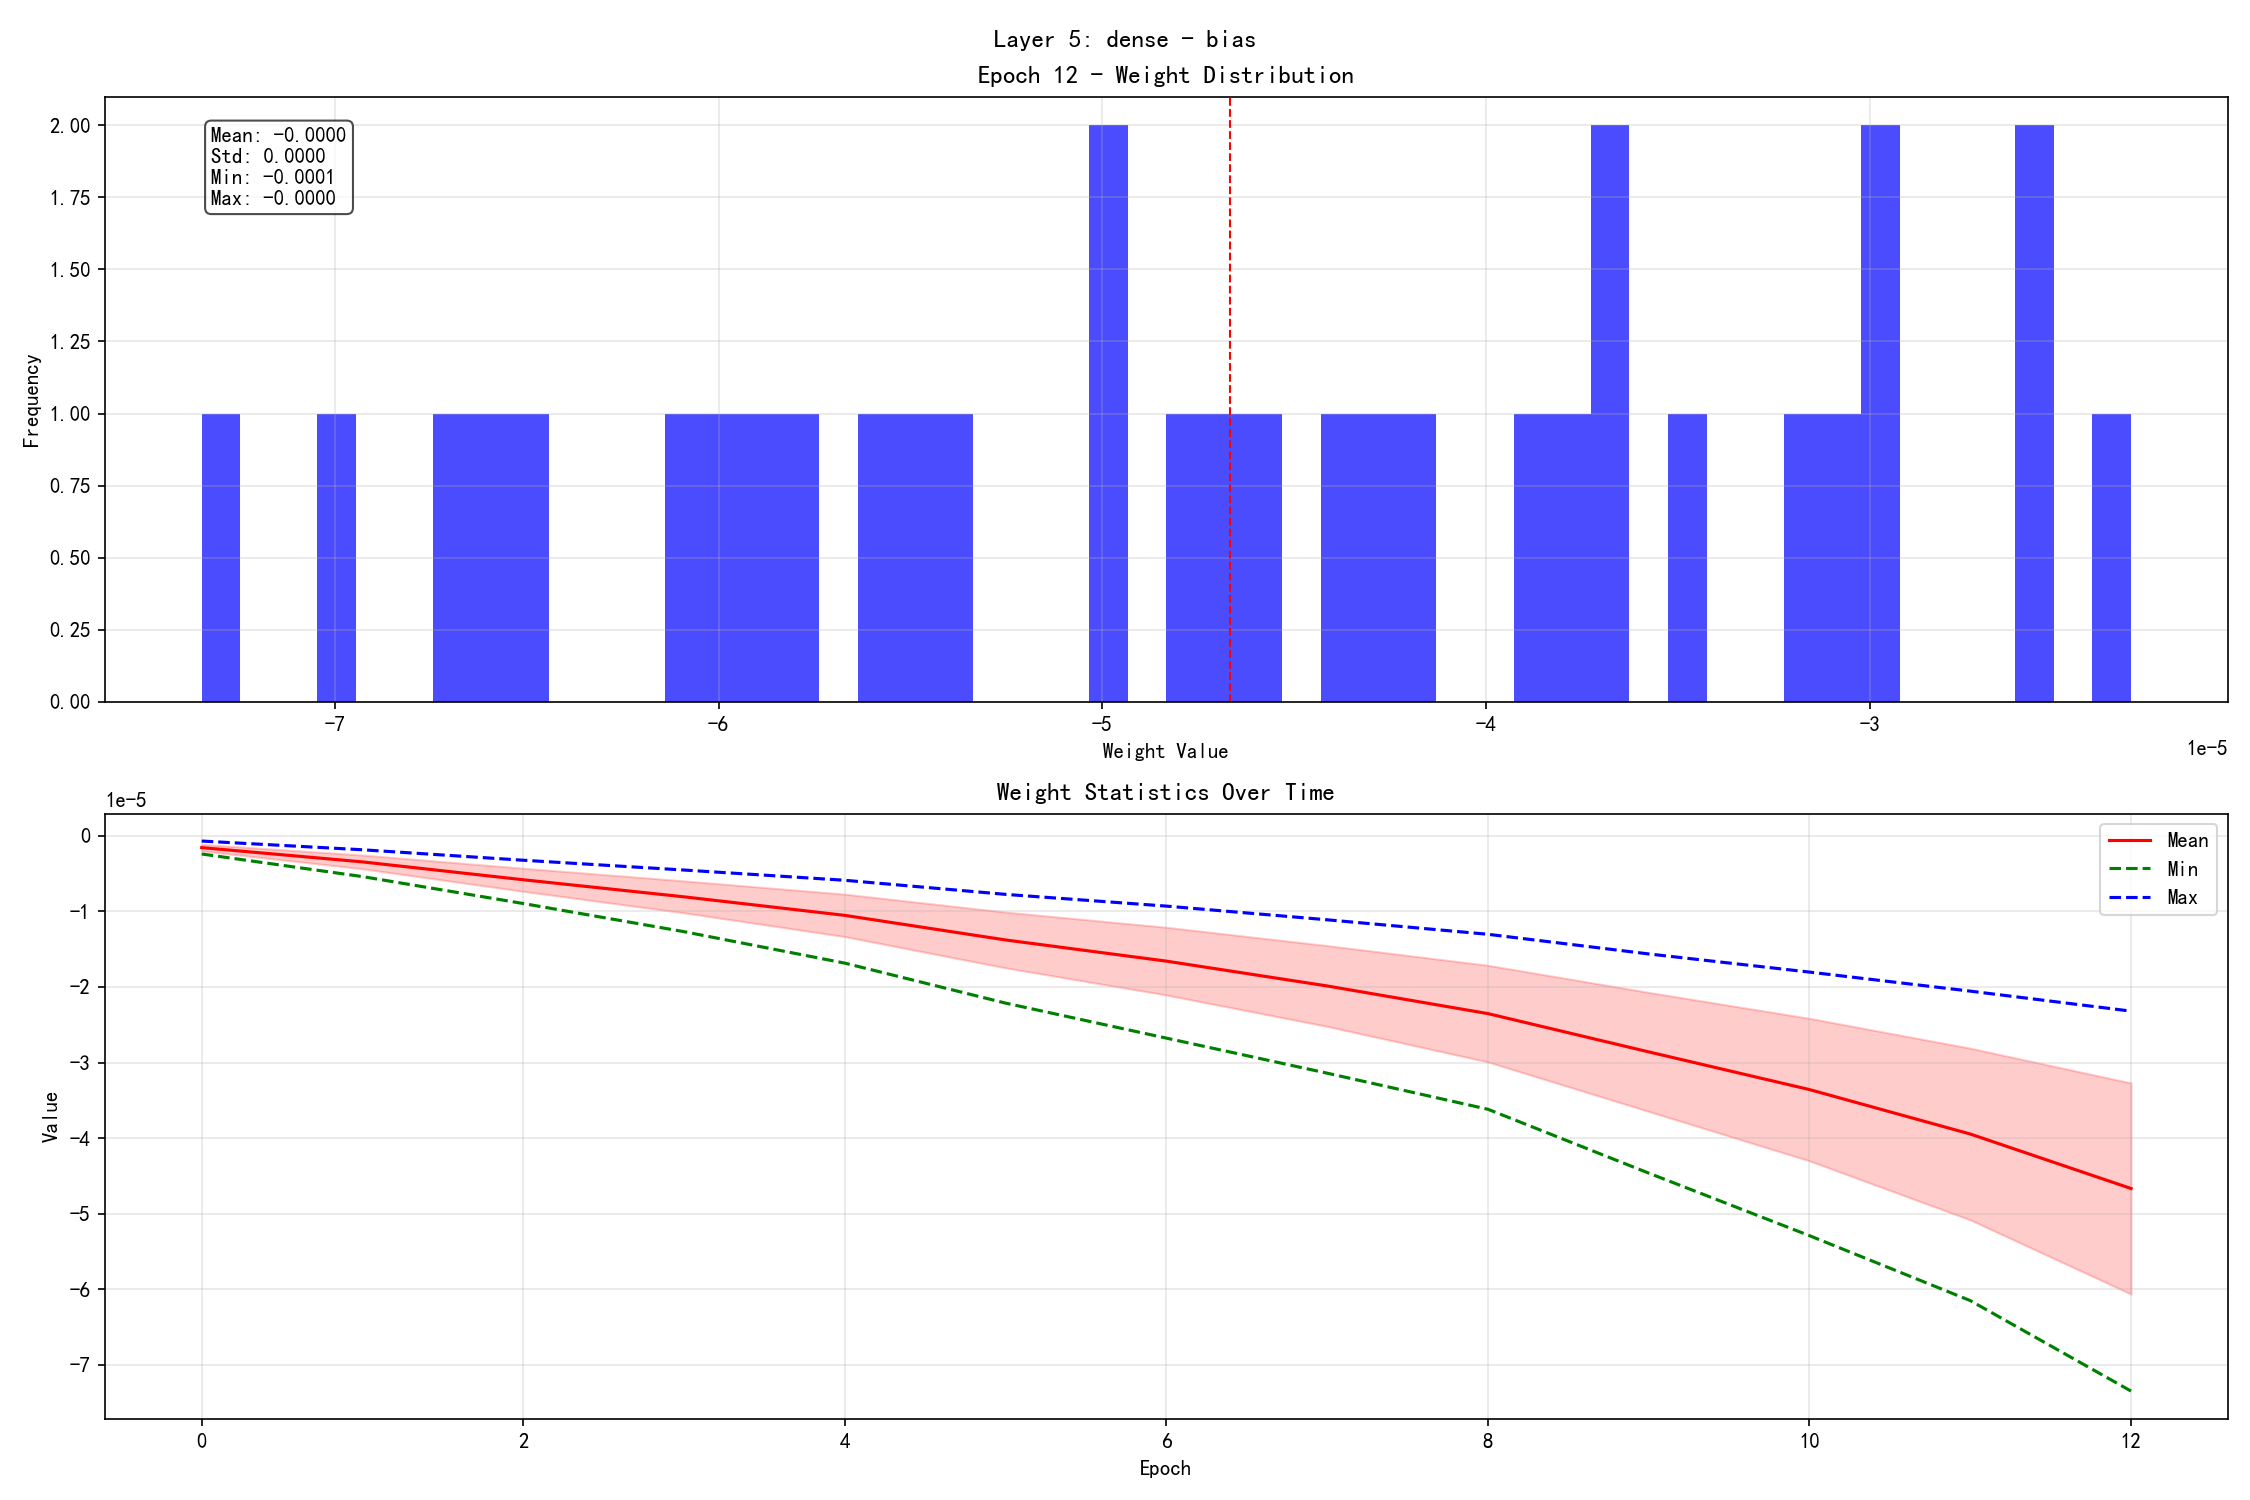 Layer 5: dense - bias
Epoch 12 - Weight Distribution
Mean: -0.0000
Std: 0.0000
Min: -0.0001
Max: -0.0000
2.00
1.75
1.50
1.25
1.00
0.75
0.50
0.25
0.00
Frequency
-7 -6 -5 -4 -3
1e-5
Weight Value
Weight Statistics Over Time
1e-5
Mean
Min
Max
0
-1
-2
-3
-4
-5
-6
-7
Value
0 2 4 6 8 10 12
Epoch